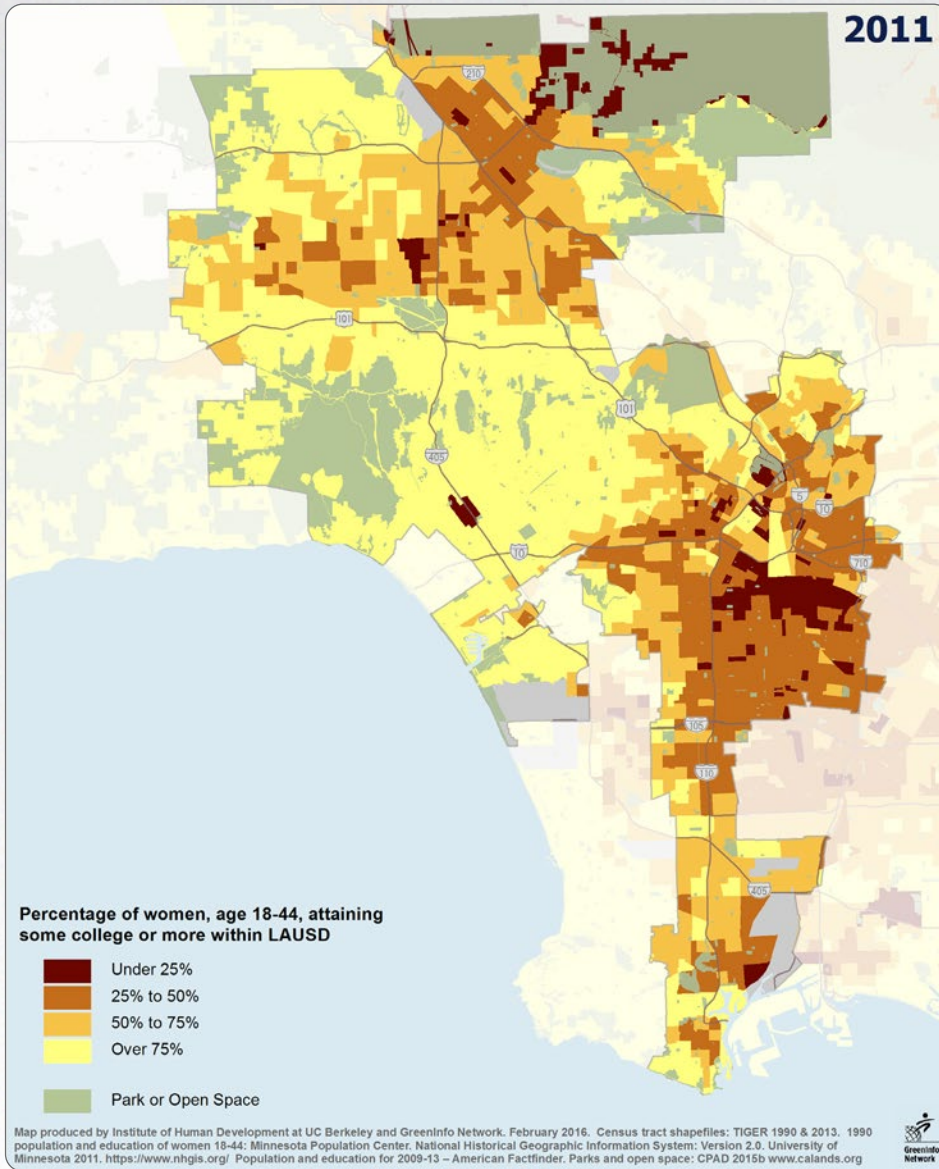 2011
210
101
101
405
5
10
10
710
105
110
405
Percentage of women, age 18-44, attaining
some college or more within LAUSD
Under 25%
25% to 50%
50% to 75%
Over 75%
Park or Open Space
Map produced by Institute of Human Development at UC Berkeley and GreenInfo Network. February 2016. Census tract shapefiles: TIGER 1990 & 2013. 1990
population and education of women 18-44: Minnesota Population Center. National Historical Geographic Information System: Version 2.0. University of
Minnesota 2011. https://www.nhgis.org/ Population and education for 2009-13 – American Factfinder. Parks and open space: CPAD 2015b www.calands.org
GreenInfo
Network